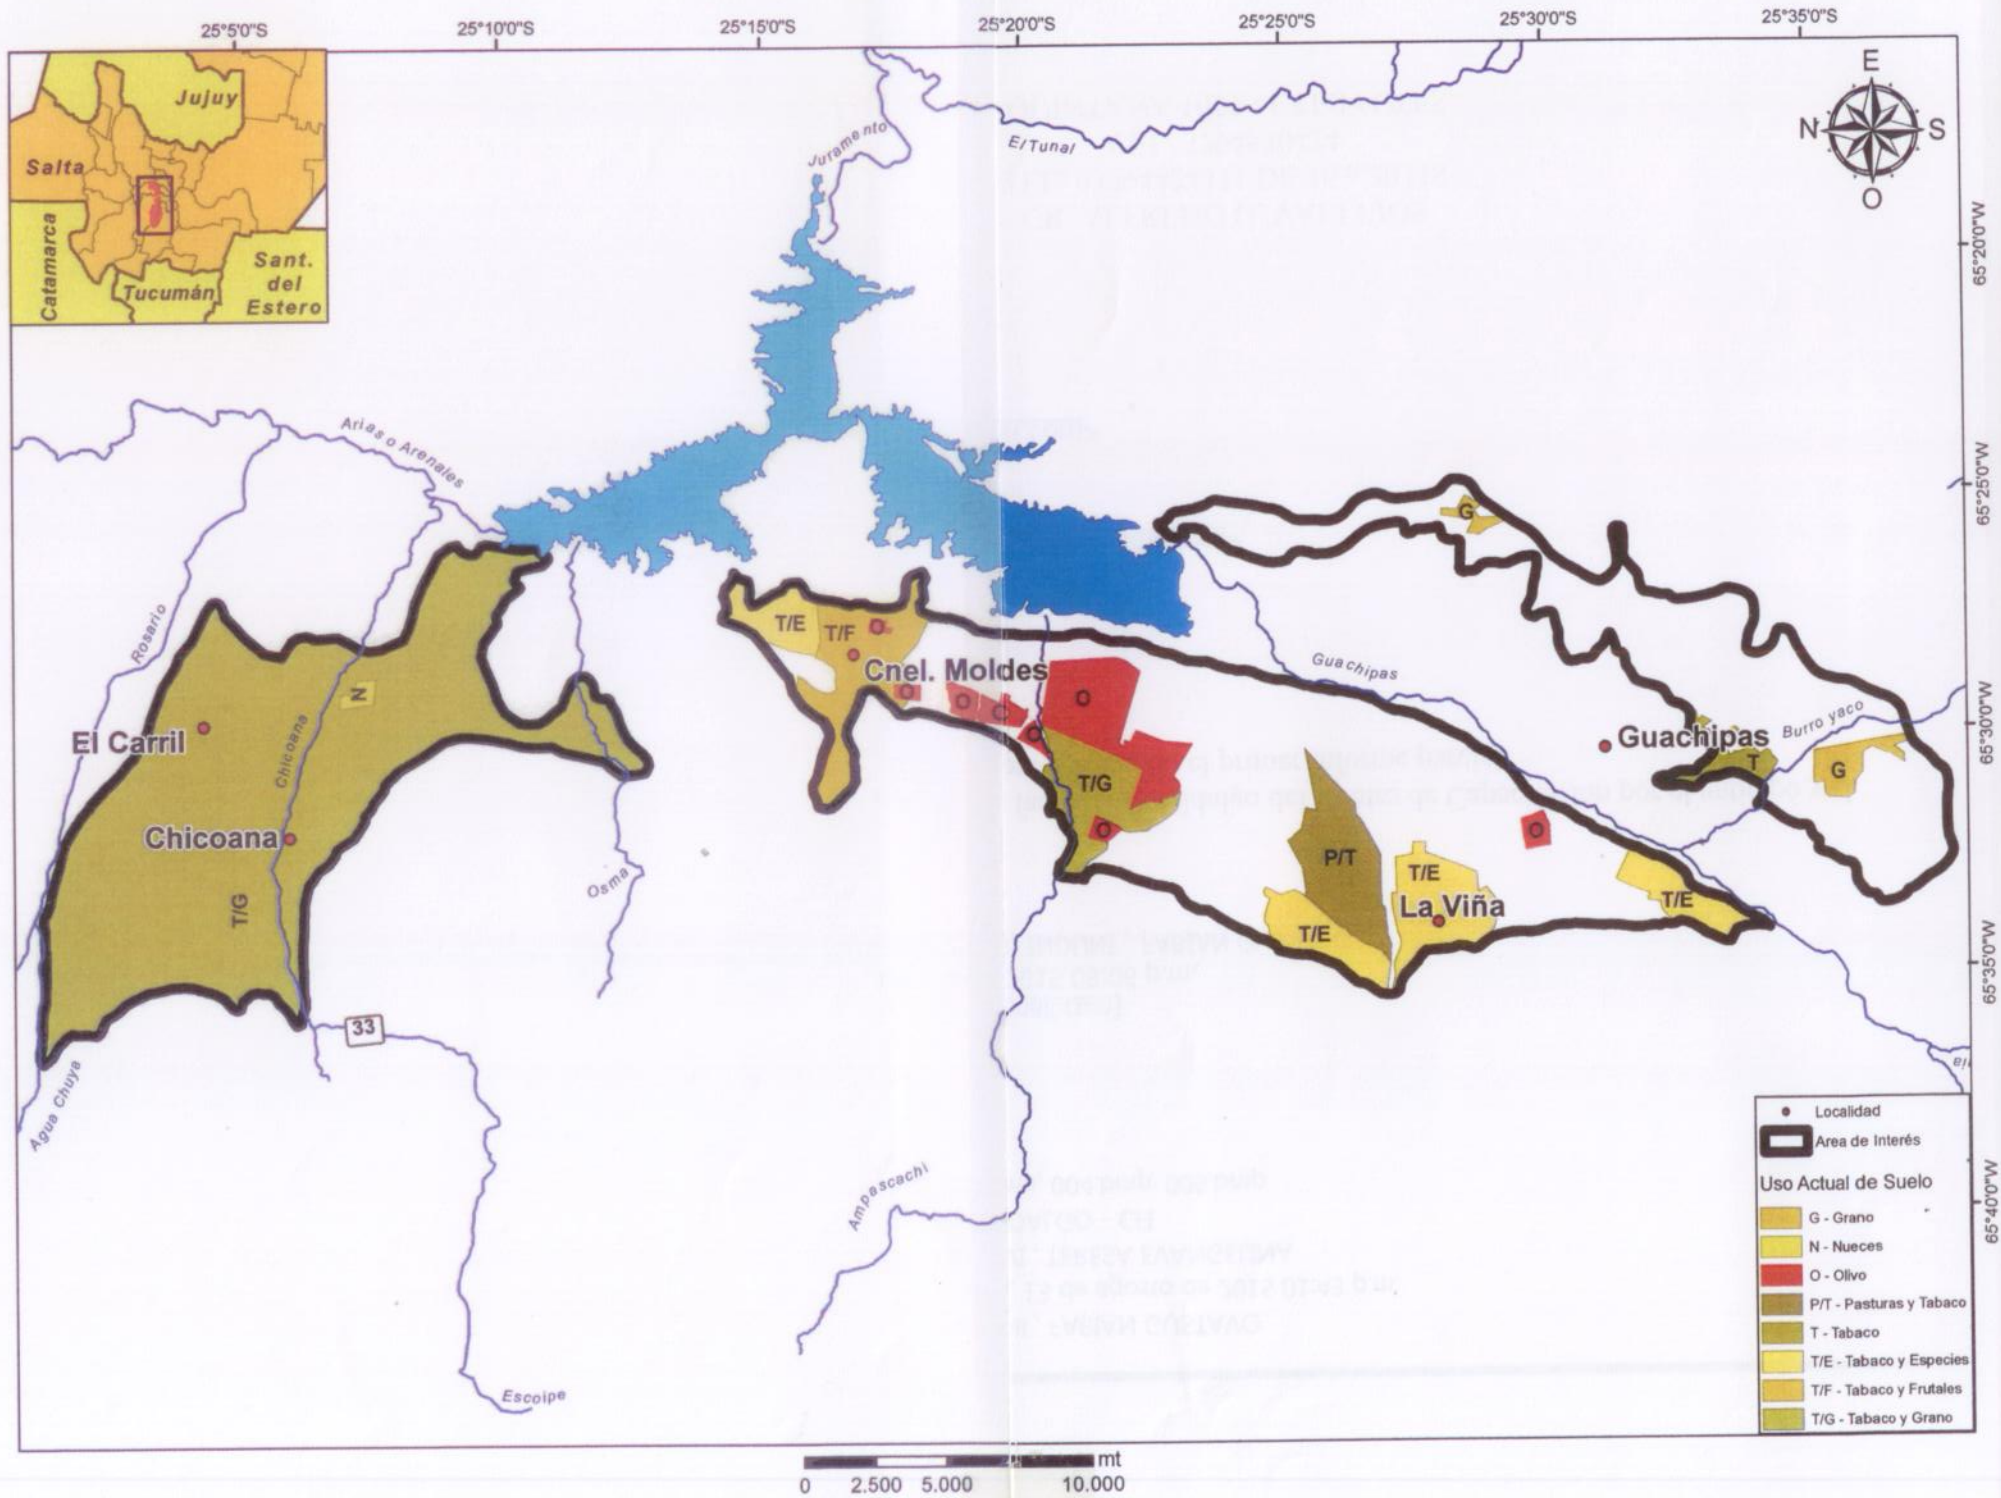 25°5'0"S
25°10'0"S
25°15'0"S
25°20'0"S
25°25'0"S
25°30'0"S
25°35'0"S
Jujuy
Salta
Catamarca
Tucumán
Sant.
del
Estero
E
N
S
O
65°20'0"W
65°25'0"W
65°30'0"W
65°35'0"W
65°40'0"W
Juramento
El Tunal
Arias o Arenales
Rosario
Chicoana
Osma
Agua Chuya
Escoipe
Ampascachi
Guachipas
Burro yaco
33
El Carril
Chicoana
T/G
N
T/E
T/F
O
Cnel. Moldes
O
O
O
O
O
T/G
O
G
P/T
T/E
T/E
La Viña
O
T/E
Guachipas
T
G
Localidad
Area de Interés
Uso Actual de Suelo
G - Grano
N - Nueces
O - Olivo
P/T - Pasturas y Tabaco
T - Tabaco
T/E - Tabaco y Especies
T/F - Tabaco y Frutales
T/G - Tabaco y Grano
mt
0 2.500 5.000 10.000